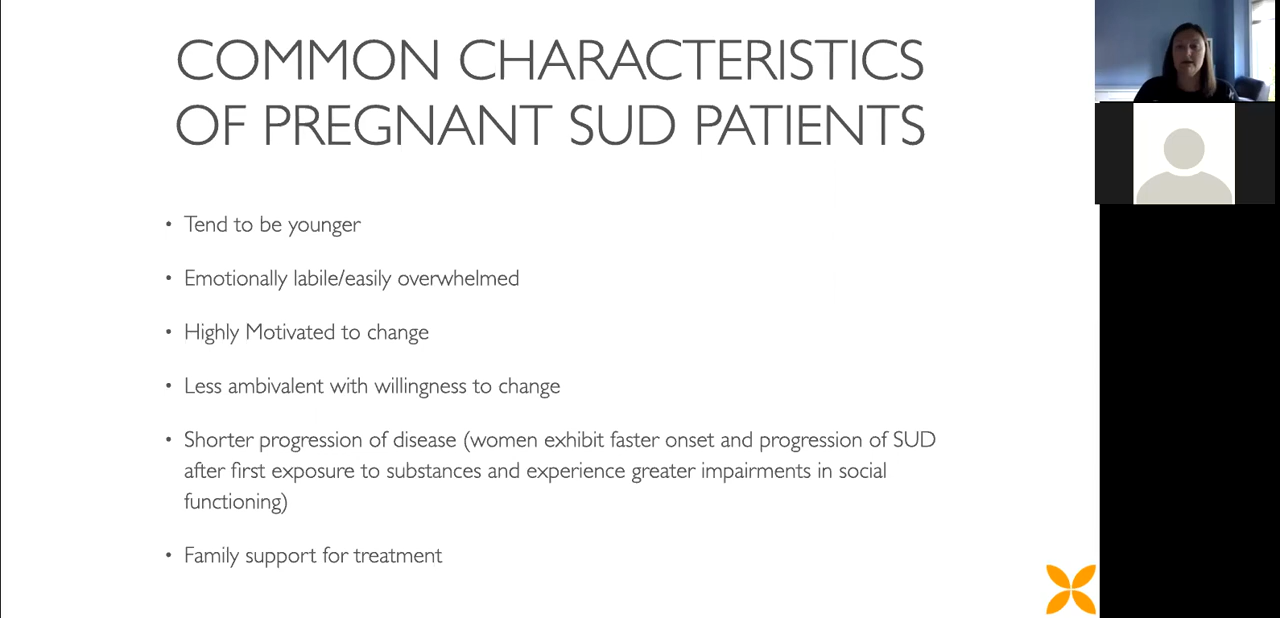 COMMON CHARACTERISTICS
OF PREGNANT SUD PATIENTS
• Tend to be younger
• Emotionally labile/easily overwhelmed
• Highly Motivated to change
• Less ambivalent with willingness to change
• Shorter progression of disease (women exhibit faster onset and progression of SUD
after first exposure to substances and experience greater impairments in social
functioning)
• Family support for treatment